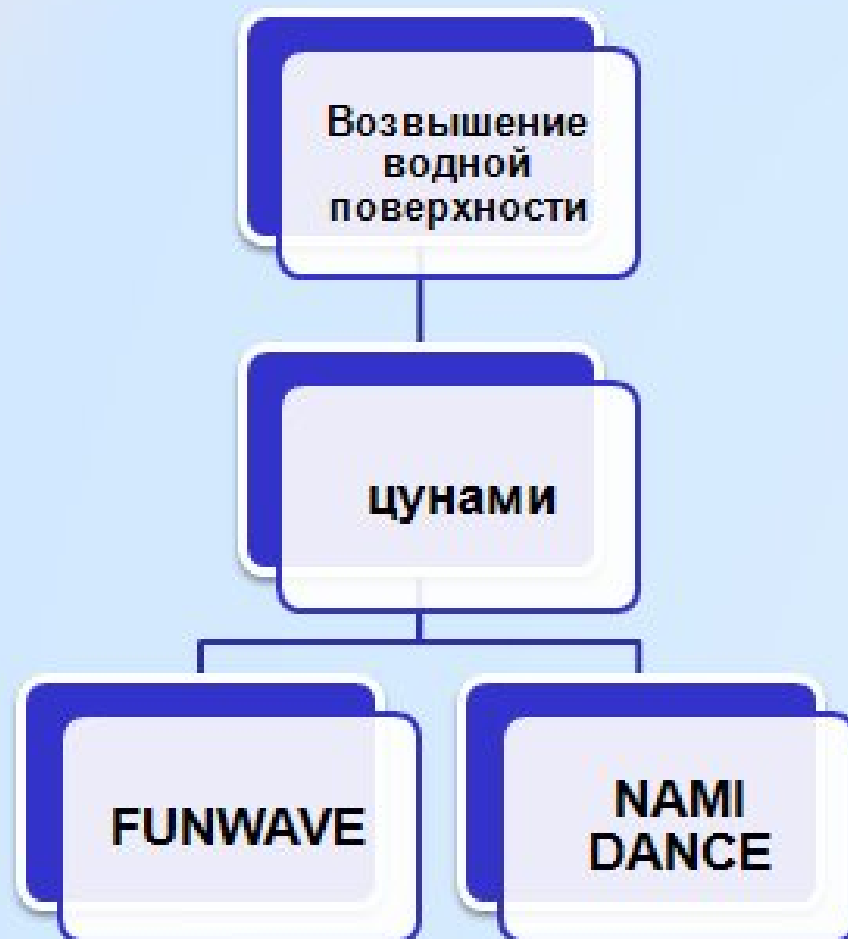 Возвышение
водной
поверхности
цунами
FUNWAVE
NAMI
DANCE